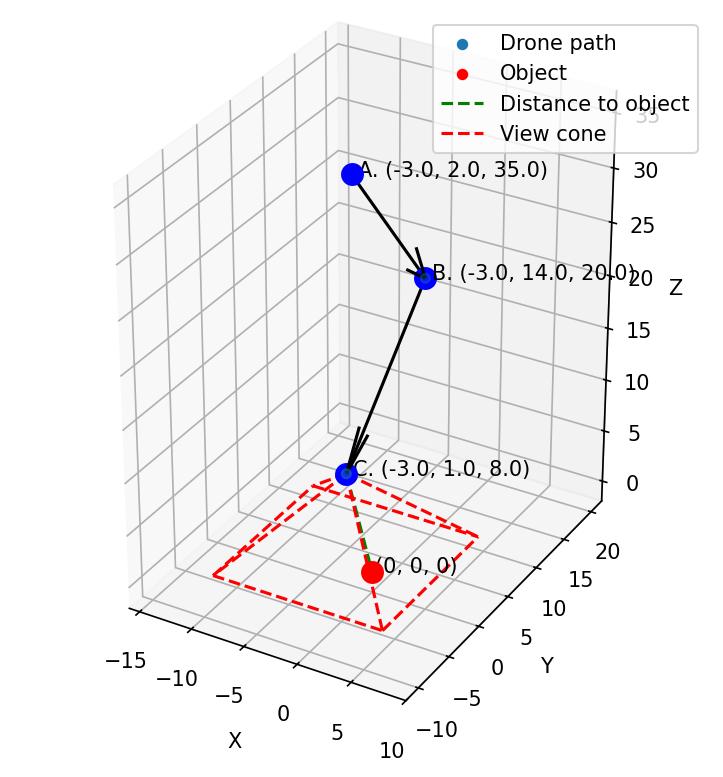 Drone path
Object
Distance to object
View cone
A. (-3.0, 2.0, 35.0)
B. (-3.0, 14.0, 20.0)
C. (-3.0, 1.0, 8.0)
(0, 0, 0)
35
30
25
20
15
10
5
0
Z
20
15
10
5
0
−5
−10
Y
−15
−10
−5
0
5
10
X